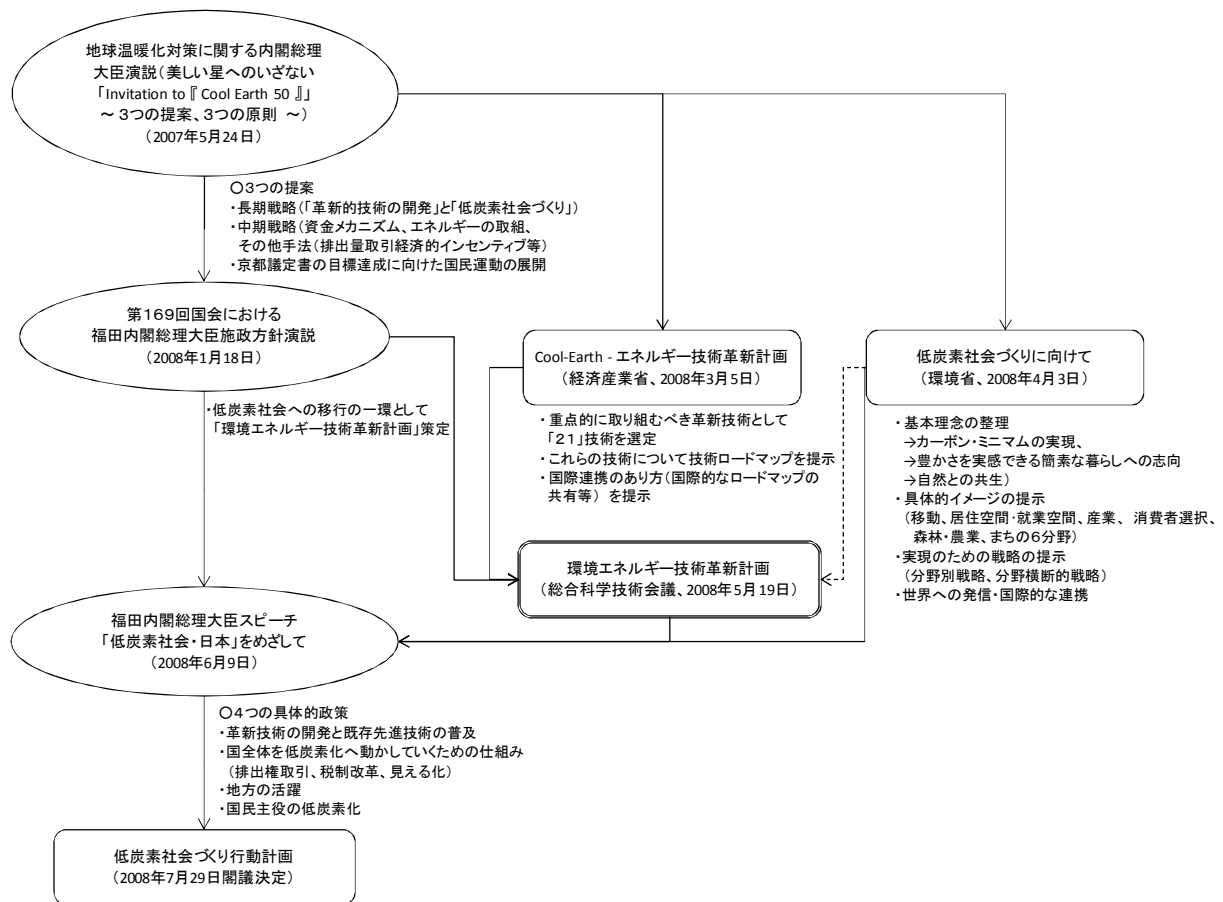 地球温暖化対策に関する内閣総理
大臣演説(美しい星へのいざない
「Invitation to『 Cool Earth 50 』」
～ 3つの提案、3つの原則 ～)
(2007年5月24日)
○3つの提案
・長期戦略(「革新的技術の開発」と「低炭素社会づくり」)
・中期戦略(資金メカニズム、エネルギーの取組、
その他手法(排出量取引経済的インセンティブ等)
・京都議定書の目標達成に向けた国民運動の展開
第169回国会における
福田内閣総理大臣施政方針演説
(2008年1月18日)
・低炭素社会への移行の一環として
「環境エネルギー技術革新計画」策定
Cool-Earth - エネルギー技術革新計画
(経済産業省、2008年3月5日)
・重点的に取り組むべき革新技術として
「21」技術を選定
・これらの技術について技術ロードマップを提示
・国際連携のあり方(国際的なロードマップの
共有等) を提示
低炭素社会づくりに向けて
(環境省、2008年4月3日)
・基本理念の整理
→カーボン・ミニマムの実現、
→豊かさを実感できる簡素な暮らしへの志向
→自然との共生)
・具体的イメージの提示
(移動、居住空間・就業空間、産業、 消費者選択、
森林・農業、まちの6分野)
・実現のための戦略の提示
(分野別戦略、分野横断的戦略)
・世界への発信・国際的な連携
環境エネルギー技術革新計画
(総合科学技術会議、2008年5月19日)
福田内閣総理大臣スピーチ
「低炭素社会・日本」をめざして
(2008年6月9日)
○4つの具体的政策
・革新技術の開発と既存先進技術の普及
・国全体を低炭素化へ動かしていくための仕組み
(排出権取引、税制改革、見える化)
・地方の活躍
・国民主役の低炭素化
低炭素社会づくり行動計画
(2008年7月29日閣議決定)